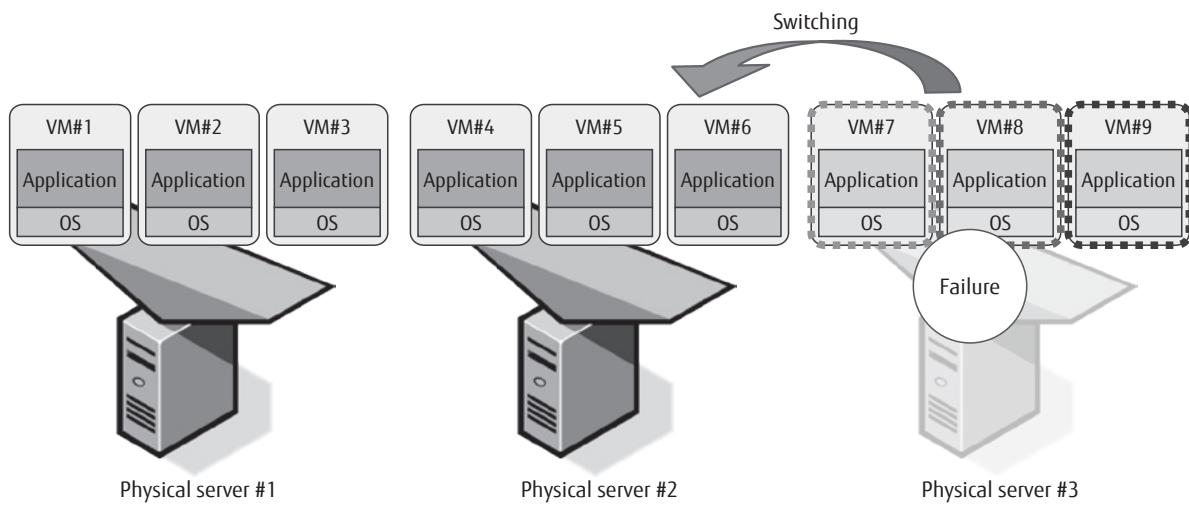 Switching
VM#1 VM#2 VM#3 VM#4 VM#5 VM#6 VM#7 VM#8 VM#9
Application Application Application Application Application Application Application Application Application
OS OS OS OS OS OS OS OS OS
Failure
Physical server #1 Physical server #2 Physical server #3